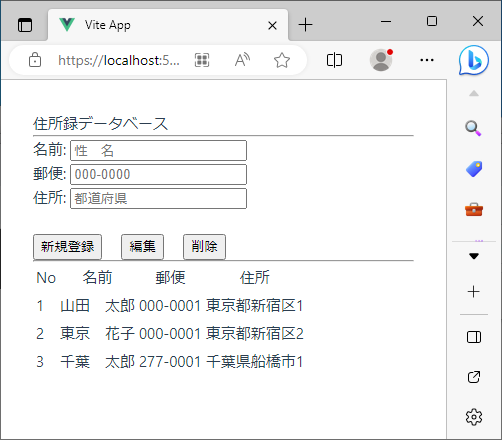 Vite App
https://localhost:5...
住所録データベース
名前: 姓　名
郵便: 000-0000
住所: 都道府県
新規登録 編集 削除
No 名前 郵便 住所
1 山田　太郎 000-0001 東京都新宿区1
2 東京　花子 000-0001 東京都新宿区2
3 千葉　太郎 277-0001 千葉県船橋市1